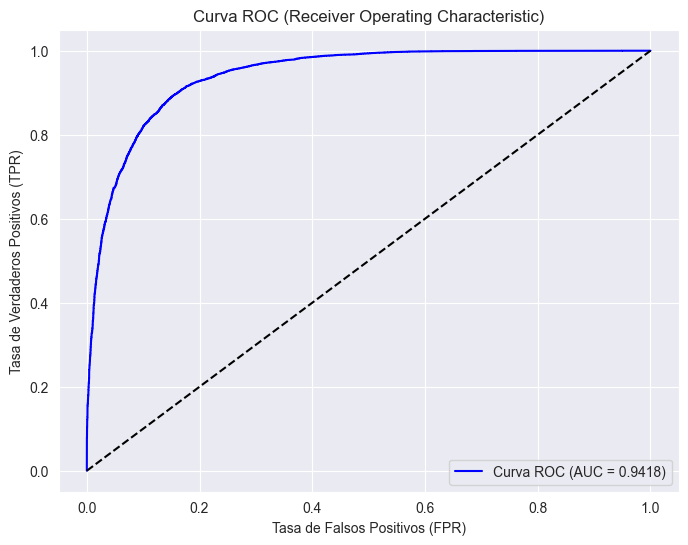 Curva ROC (Receiver Operating Characteristic)
1.0
0.8
0.6
0.4
0.2
0.0
Tasa de Verdaderos Positivos (TPR)
Curva ROC (AUC = 0.9418)
0.0 0.2 0.4 0.6 0.8 1.0
Tasa de Falsos Positivos (FPR)